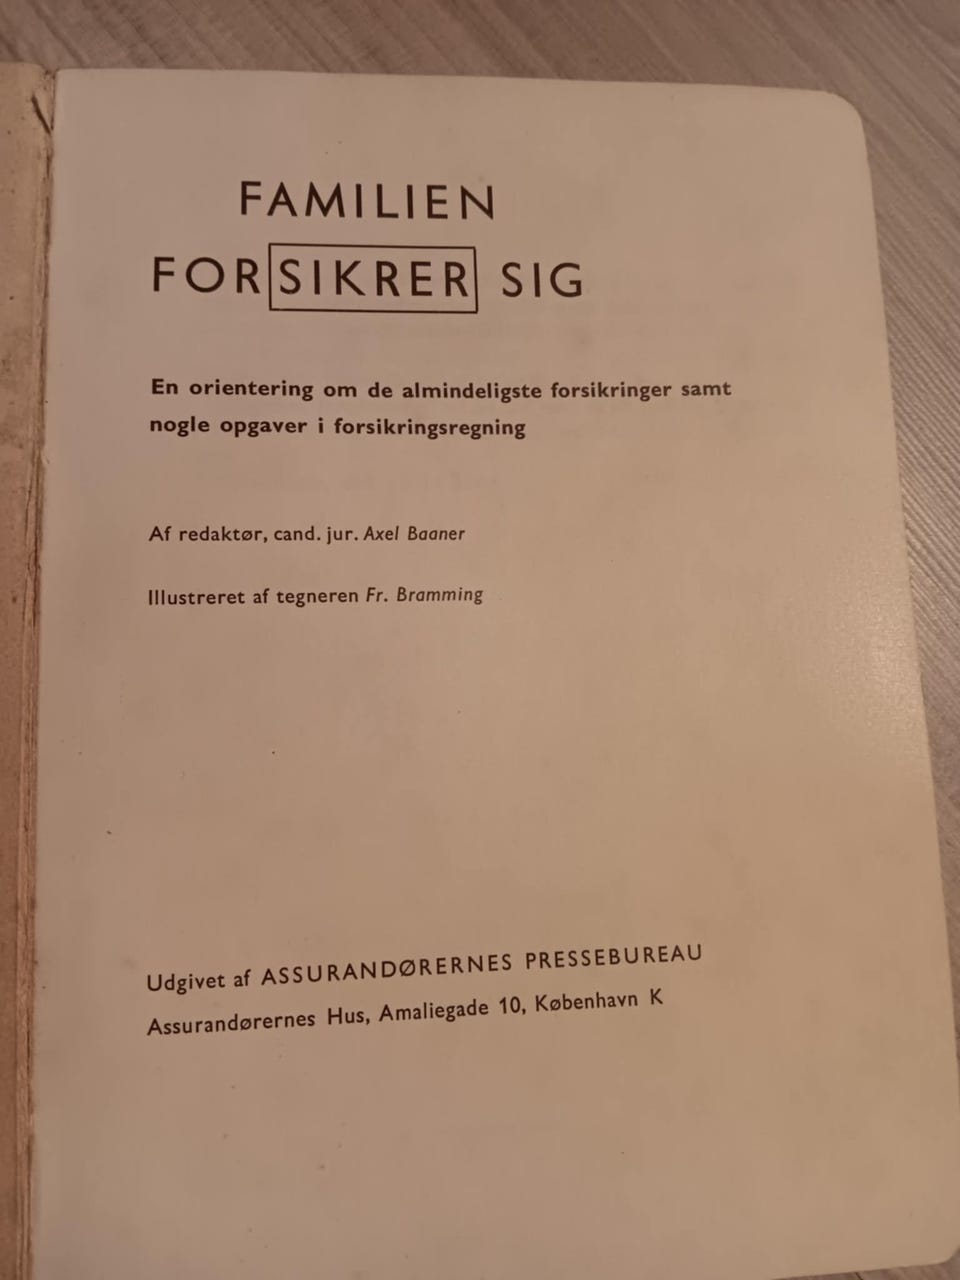 FAMILIEN
FORSIKRER SIG
En orientering om de almindeligste forsikringer samt
nogle opgaver i forsikringsregning
Af redaktør, cand. jur. Axel Baaner
Illustreret af tegneren Fr. Bramming
Udgivet af ASSURANDØRERNES PRESSEBUREAU
Assurandørernes Hus, Amaliegade 10, København K